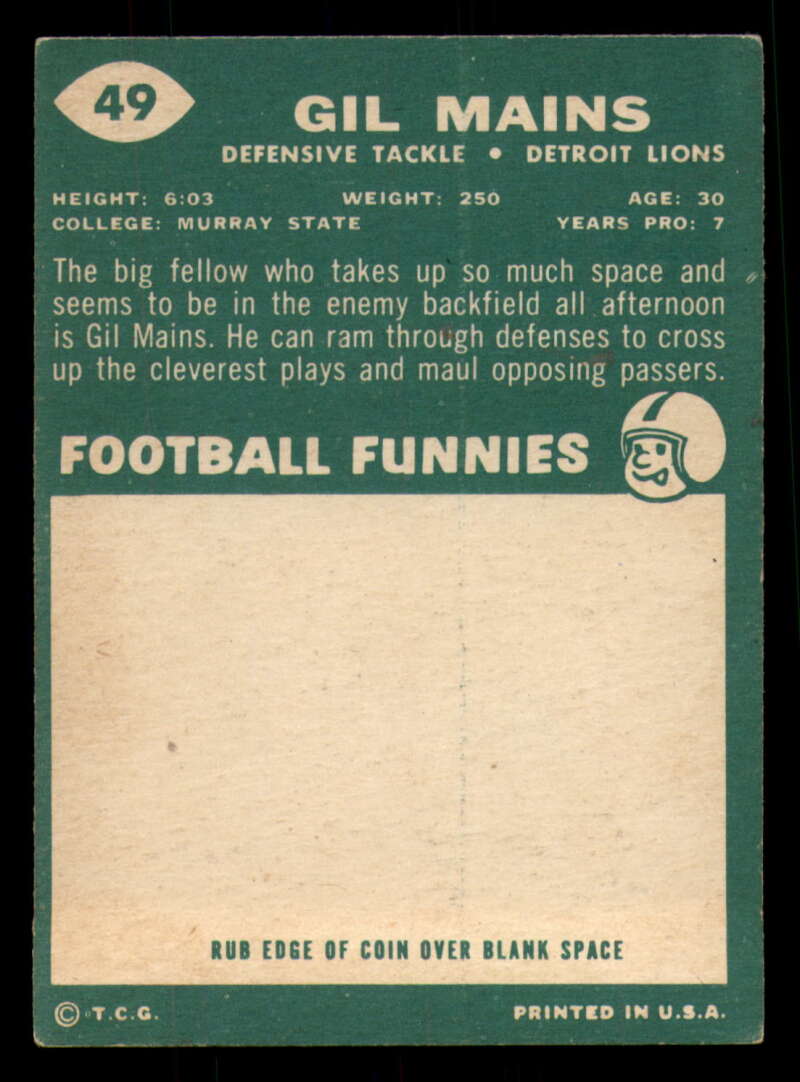 49
GIL MAINS
DEFENSIVE TACKLE • DETROIT LIONS
HEIGHT: 6:03 WEIGHT: 250 AGE: 30
COLLEGE: MURRAY STATE YEARS PRO: 7
The big fellow who takes up so much space and
seems to be in the enemy backfield all afternoon
is Gil Mains. He can ram through defenses to cross
up the cleverest plays and maul opposing passers.
FOOTBALL FUNNIES
RUB EDGE OF COIN OVER BLANK SPACE
© T.C.G. PRINTED IN U.S.A.